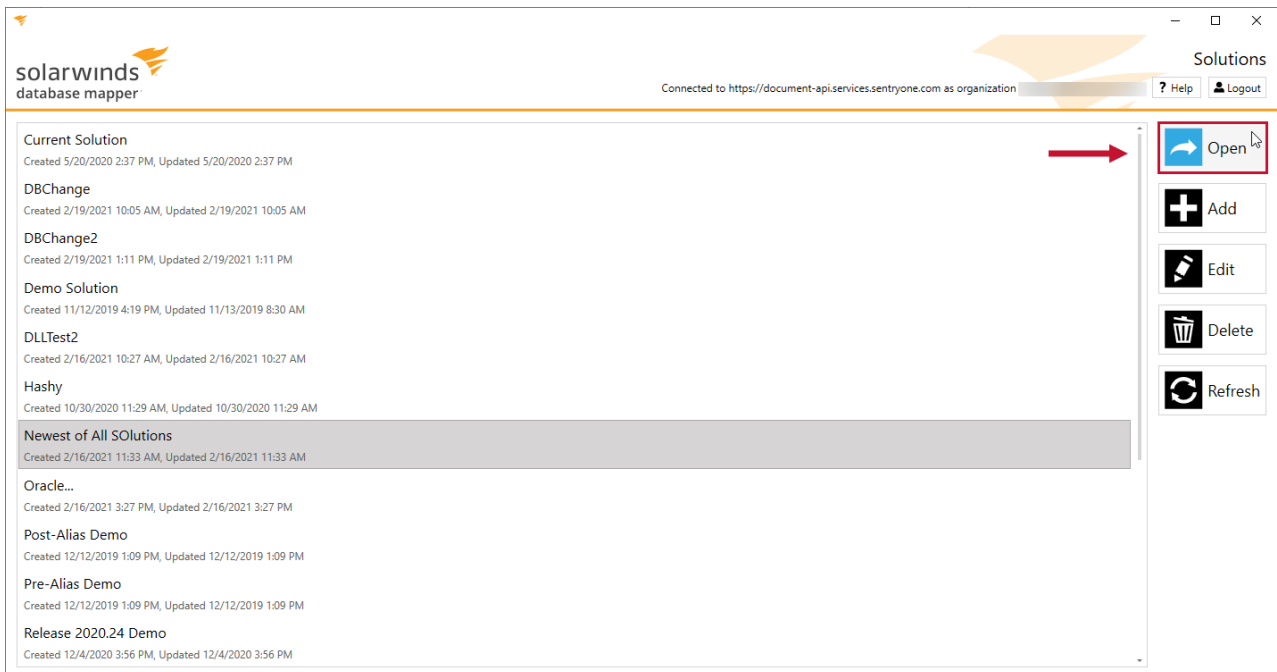 solarwinds
database mapper
Solutions
Connected to https://document-api.services.sentryone.com as organization
? Help
Logout
Current Solution
Created 5/20/2020 2:37 PM, Updated 5/20/2020 2:37 PM
DBChange
Created 2/19/2021 10:05 AM, Updated 2/19/2021 10:05 AM
DBChange2
Created 2/19/2021 1:11 PM, Updated 2/19/2021 1:11 PM
Demo Solution
Created 11/12/2019 4:19 PM, Updated 11/13/2019 8:30 AM
DLLTest2
Created 2/16/2021 10:27 AM, Updated 2/16/2021 10:27 AM
Hashy
Created 10/30/2020 11:29 AM, Updated 10/30/2020 11:29 AM
Newest of All SOlutions
Created 2/16/2021 11:33 AM, Updated 2/16/2021 11:33 AM
Oracle...
Created 2/16/2021 3:27 PM, Updated 2/16/2021 3:27 PM
Post-Alias Demo
Created 12/12/2019 1:09 PM, Updated 12/12/2019 1:09 PM
Pre-Alias Demo
Created 12/12/2019 1:09 PM, Updated 12/12/2019 1:09 PM
Release 2020.24 Demo
Created 12/4/2020 3:56 PM, Updated 12/4/2020 3:56 PM
Open
Add
Edit
Delete
Refresh